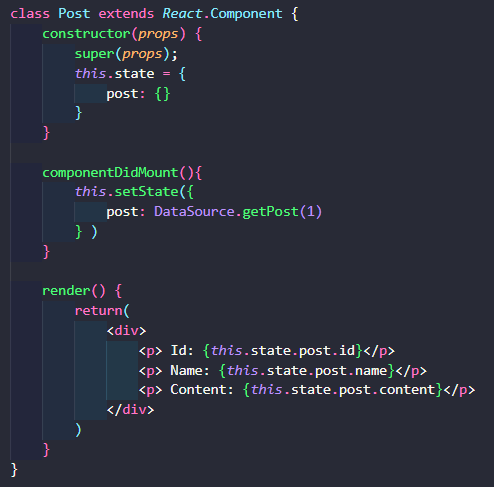 class Post extends React.Component {
    constructor(props) {
        super(props);
        this.state = {
            post: {}
        }
    }

    componentDidMount(){
        this.setState({
            post: DataSource.getPost(1)
        } )
    }

    render() {
        return(
            <div>
                <p> Id: {this.state.post.id}</p>
                <p> Name: {this.state.post.name}</p>
                <p> Content: {this.state.post.content}</p>
            </div>
        )
    }
}